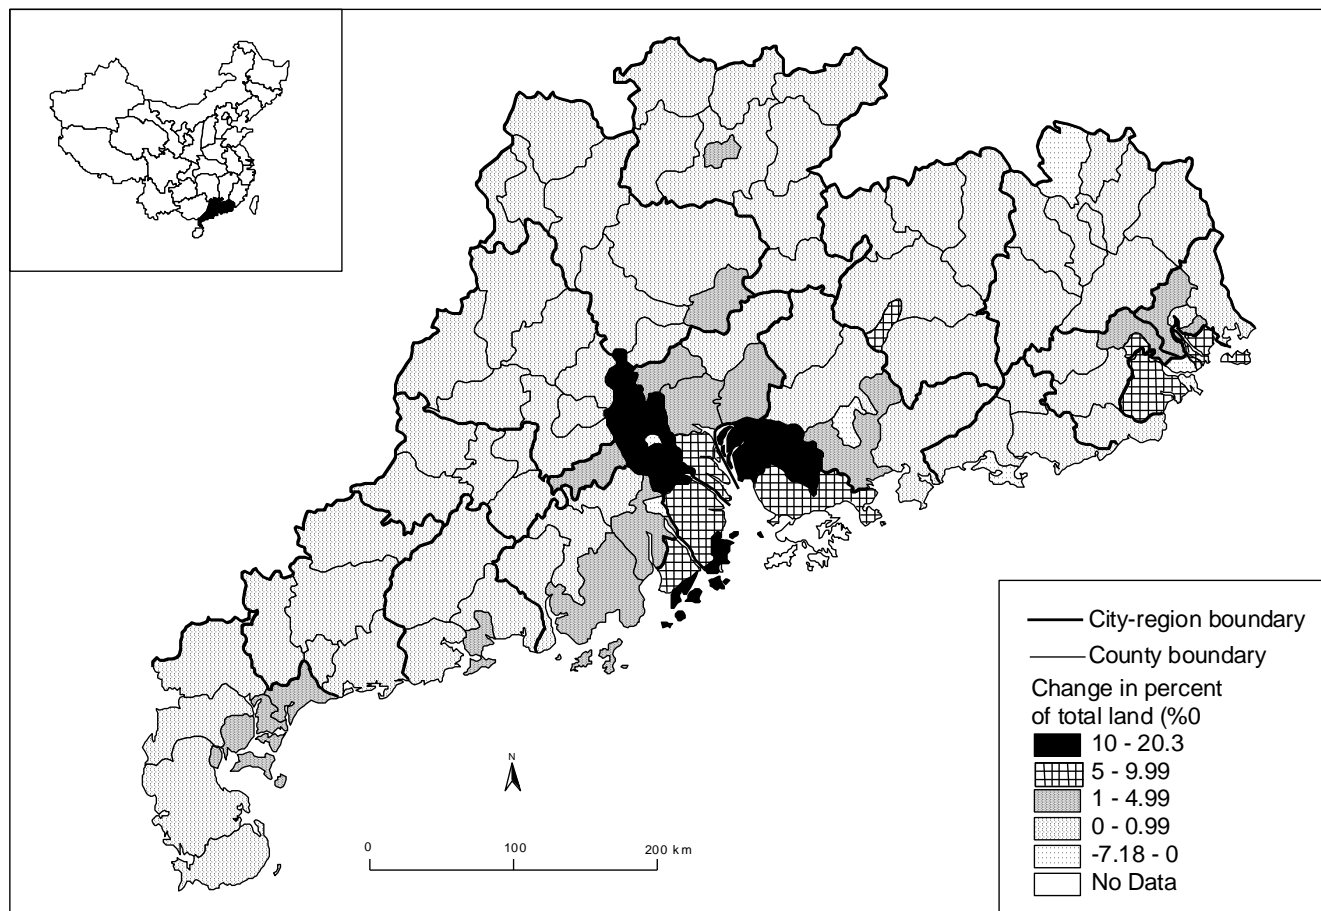 City-region boundary
County boundary
Change in percent
of total land (%0
10 - 20.3
5 - 9.99
1 - 4.99
0 - 0.99
-7.18 - 0
No Data
N
0 100 200 km